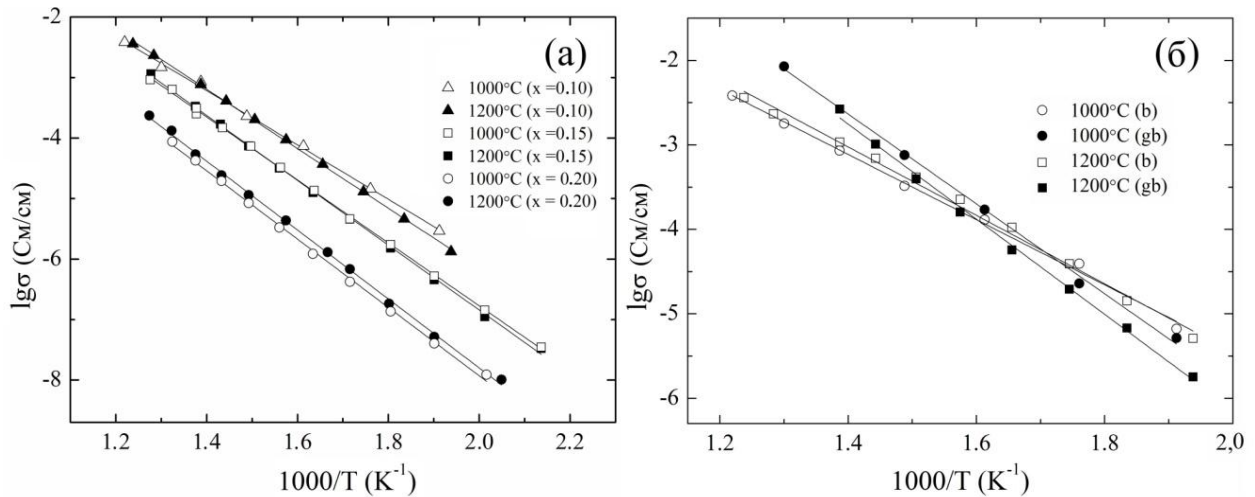 -2
-4
-6
-8
lgσ (См/см)
(а)
1000°C (x =0.10)
1200°C (x =0.10)
1000°C (x =0.15)
1200°C (x =0.15)
1000°C (x = 0.20)
1200°C (x = 0.20)
1.2 1.4 1.6 1.8 2.0 2.2
1000/T (K⁻¹)
-2
-3
-4
-5
-6
lgσ (См/см)
(б)
1000°C (b)
1000°C (gb)
1200°C (b)
1200°C (gb)
1.2 1.4 1.6 1.8 2,0
1000/T (K⁻¹)